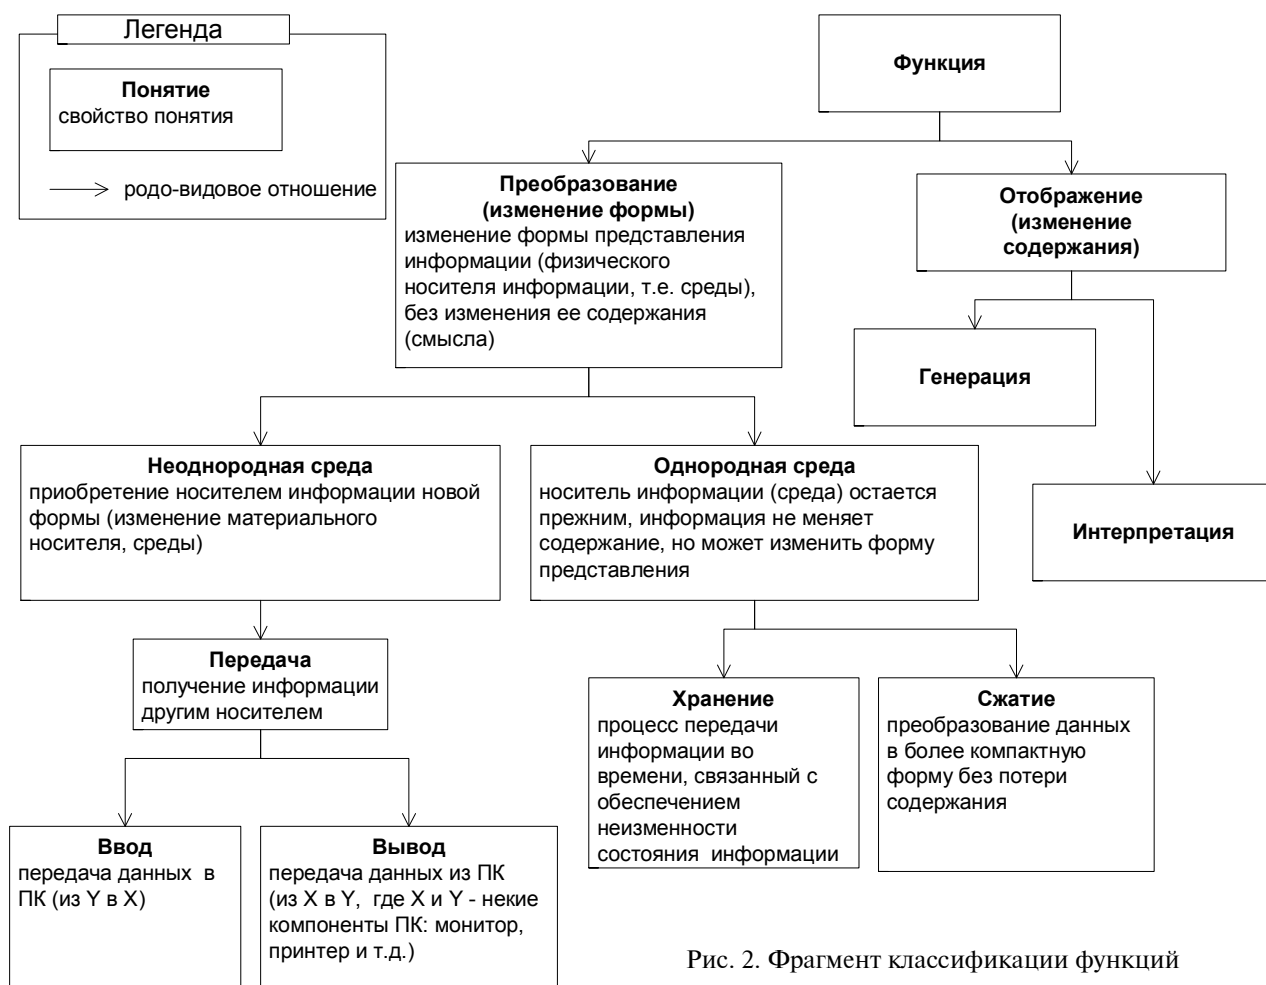 Легенда
Понятие
свойство понятия
родо-видовое отношение
Функция
Преобразование
(изменение формы)
изменение формы представления
информации (физического
носителя информации, т.е. среды),
без изменения ее содержания
(смысла)
Отображение
(изменение
содержания)
Генерация
Интерпретация
Неоднородная среда
приобретение носителем информации новой
формы (изменение материального
носителя, среды)
Однородная среда
носитель информации (среда) остается
прежним, информация не меняет
содержание, но может изменить форму
представления
Передача
получение информации
другим носителем
Хранение
процесс передачи
информации во
времени, связанный с
обеспечением
неизменности
состояния информации
Сжатие
преобразование данных
в более компактную
форму без потери
содержания
Ввод
передача данных в
ПК (из Y в X)
Вывод
передача данных из ПК
(из X в Y, где X и Y - некие
компоненты ПК: монитор,
принтер и т.д.)
Рис. 2. Фрагмент классификации функций